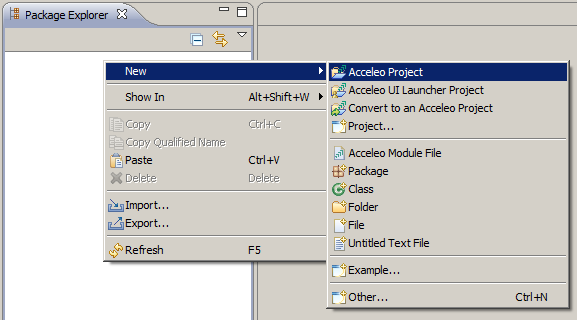 Package Explorer
New
Show In Alt+Shift+W
Copy Ctrl+C
Copy Qualified Name
Paste Ctrl+V
Delete Delete
Import...
Export...
Refresh F5
Acceleo Project
Acceleo UI Launcher Project
Convert to an Acceleo Project
Project...
Acceleo Module File
Package
Class
Folder
File
Untitled Text File
Example...
Other... Ctrl+N